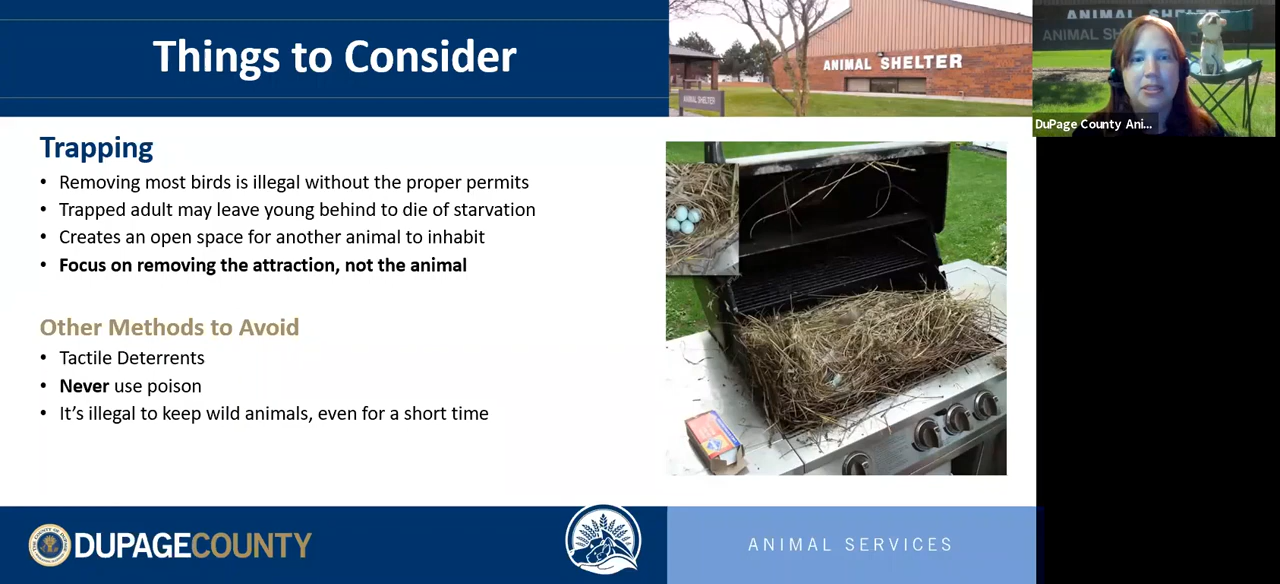 Things to Consider
ANIMAL SHELTER
ANIMAL SHELTER
ANIMAL SHELTER
DuPage County Ani...
Trapping
• Removing most birds is illegal without the proper permits
• Trapped adult may leave young behind to die of starvation
• Creates an open space for another animal to inhabit
• Focus on removing the attraction, not the animal
Other Methods to Avoid
• Tactile Deterrents
• Never use poison
• It's illegal to keep wild animals, even for a short time
DUPAGECOUNTY
ANIMAL SERVICES